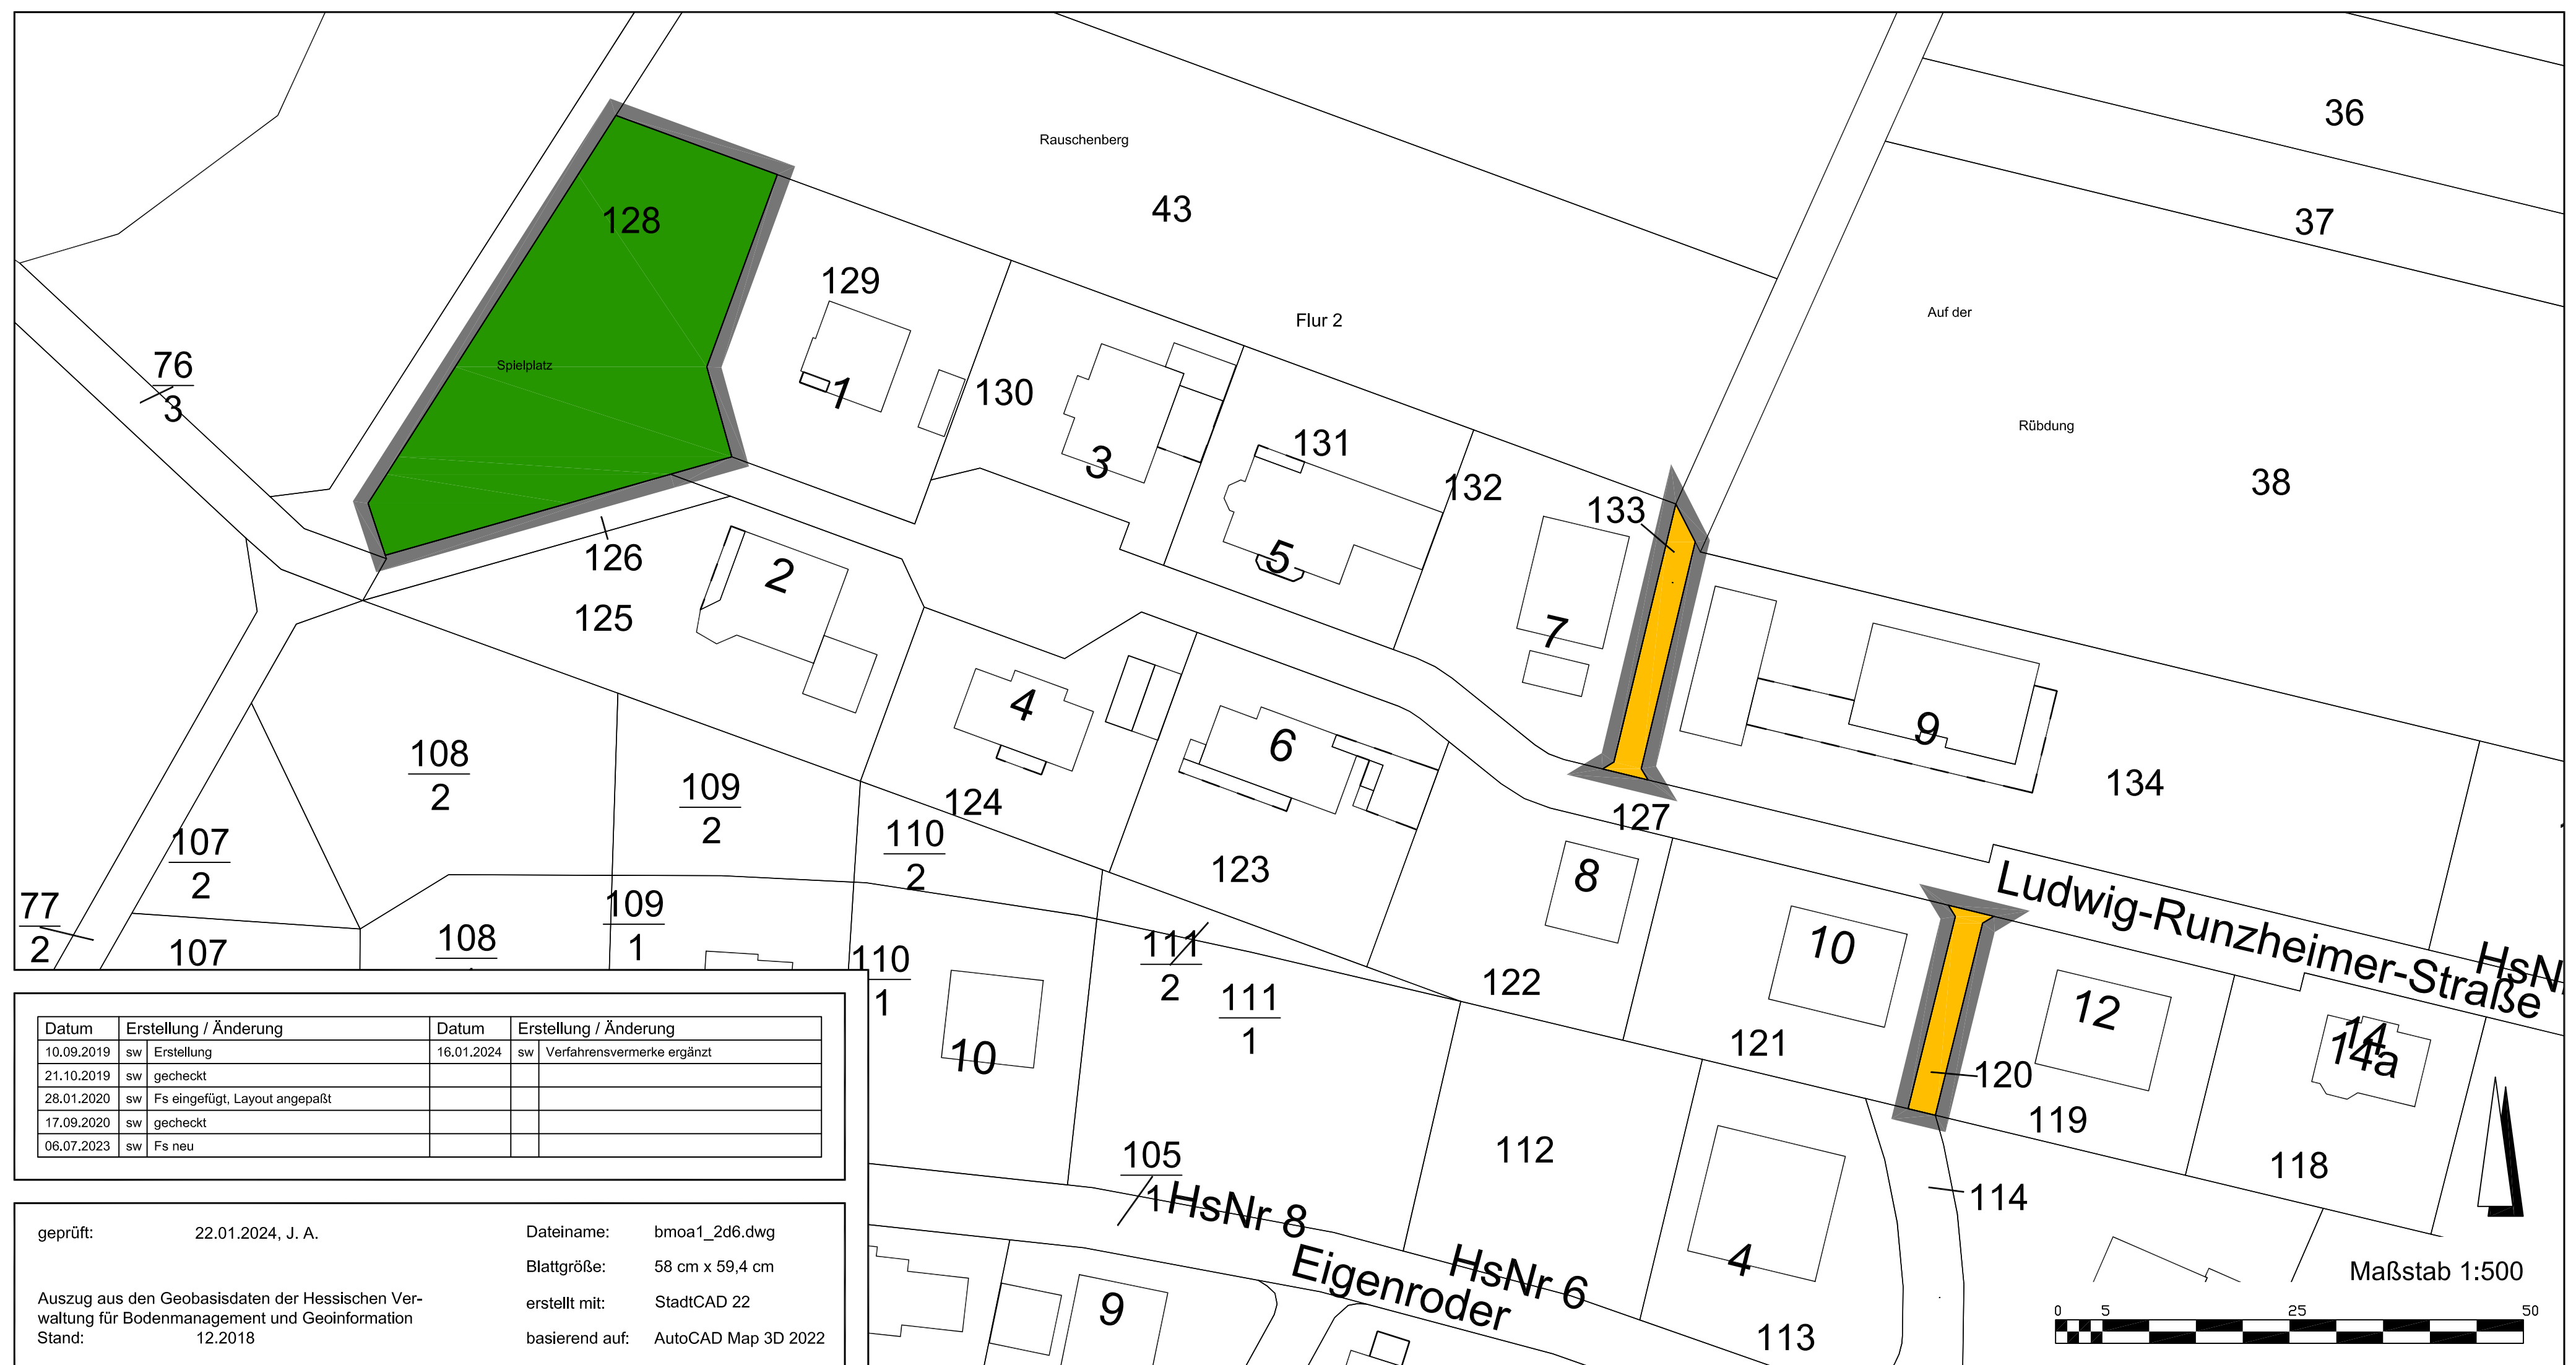 36
Rauschenberg
43
128
37
129
Flur 2
Auf der
Spielplatz
76
3
1
130
131
Rübdung
3
132
38
133
5
126
2
125
7
4
6
9
108
2
109
2
124
127
134
107
2
110
2
123
8
Ludwig-Runzheimer-Straße
77
2
107
108
109
1
110
1
111
2
111
1
10
122
10
121
12
HsN
14
14a
120
119
118
112
105
1
HsNr 8
114
HsNr 6
Eigenroder
4
9
113
Datum Erstellung / Änderung Datum Erstellung / Änderung
10.09.2019 sw Erstellung 16.01.2024 sw Verfahrensvermerke ergänzt
21.10.2019 sw gecheckt
28.01.2020 sw Fs eingefügt, Layout angepaßt
17.09.2020 sw gecheckt
06.07.2023 sw Fs neu
geprüft: 22.01.2024, J. A.
Dateiname: bmoa1_2d6.dwg
Blattgröße: 58 cm x 59,4 cm
erstellt mit: StadtCAD 22
basierend auf: AutoCAD Map 3D 2022
Auszug aus den Geobasisdaten der Hessischen Ver-
waltung für Bodenmanagement und Geoinformation
Stand: 12.2018
Maßstab 1:500
0 5 25 50